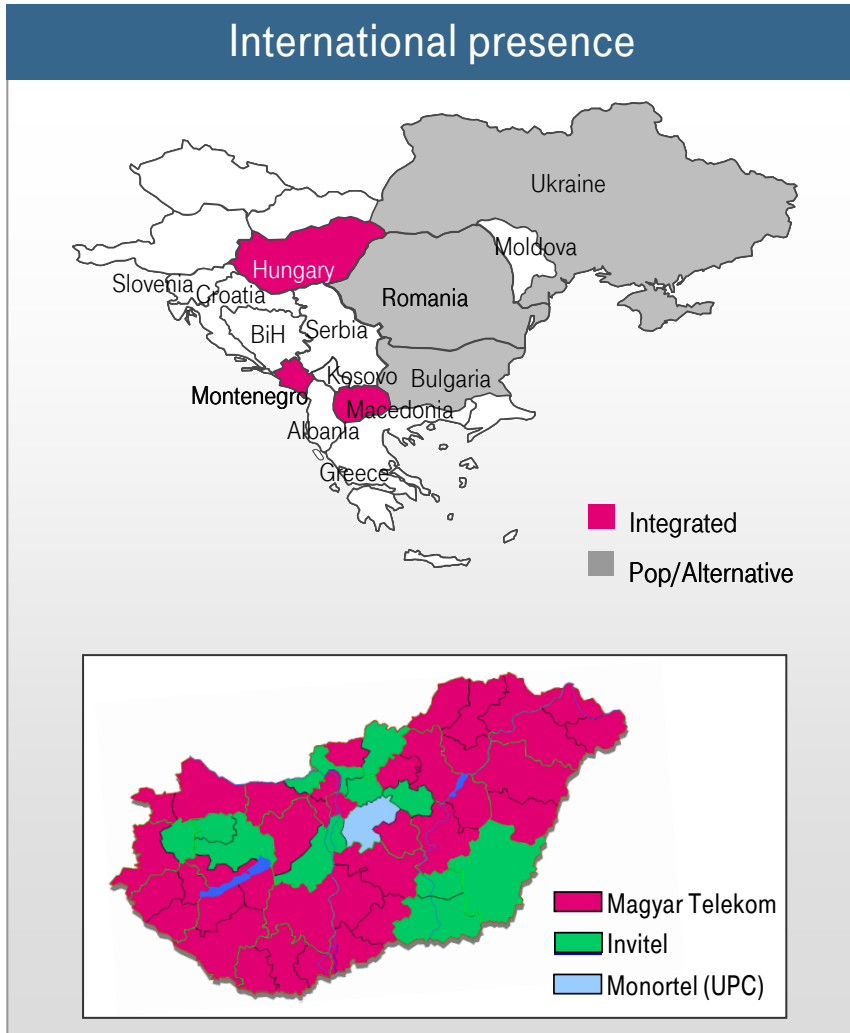 International presence
Ukraine
Moldova
Hungary
Slovenia
Croatia
Romania
Serbia
BiH
Kosovo
Bulgaria
Montenegro
Macedonia
Albania
Greece
Integrated
Pop/Alternative
Magyar Telekom
Invitel
Monortel (UPC)